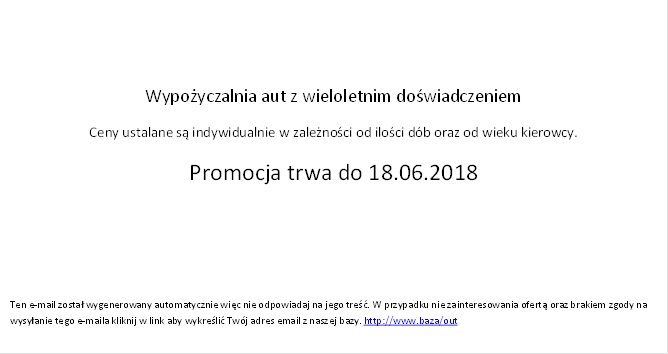 Wypożyczalnia aut z wieloletnim doświadczeniem
Ceny ustalane są indywidualnie w zależności od ilości dób oraz od wieku kierowcy.
Promocja trwa do 18.06.2018
Ten e-mail został wygenerowany automatycznie więc nie odpowiadaj na jego treść. W przypadku nie zainteresowania ofertą oraz brakiem zgody na
wysyłanie tego e-maila kliknij w link aby wykreślić Twój adres email z naszej bazy. http://www.baza/out